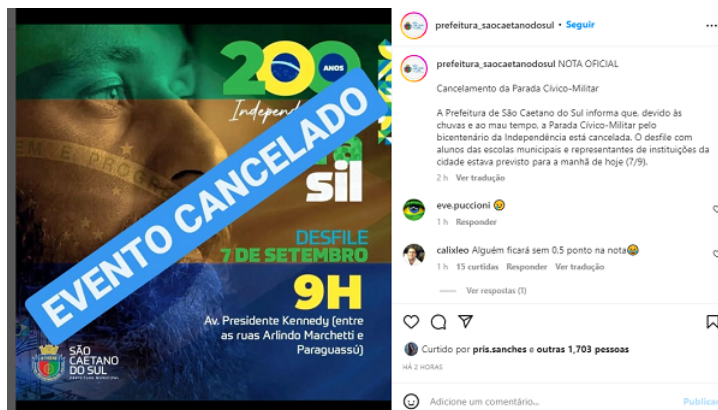 200
ANOS
Independ
sil
EVENTO CANCELADO
DESFILE
7 DE SETEMBRO
9H
Av. Presidente Kennedy (entre
as ruas Arlindo Marchetti e
Paraguassú)
SÃO
CAETANO
DO SUL
PREFEITURA MUNICIPAL
prefeitura_saocaetanodosul • Seguir
prefeitura_saocaetanodosul NOTA OFICIAL
Cancelamento da Parada Cívico-Militar
A Prefeitura de São Caetano do Sul informa que, devido às
chuvas e ao mau tempo, a Parada Cívico-Militar pelo
bicentenário da Independência está cancelada. O desfile com
alunos das escolas municipais e representantes de instituições da
cidade estava previsto para a manhã de hoje (7/9).
2 h Ver tradução
eve.puccioni 😢
1 h Responder
calixleo Alguém ficará sem 0,5 ponto na nota😂
1 h 15 curtidas Responder Ver tradução
Ver respostas (1)
Curtido por pris.sanches e outras 1,703 pessoas
HÁ 2 HORAS
Adicione um comentário...
Publicar